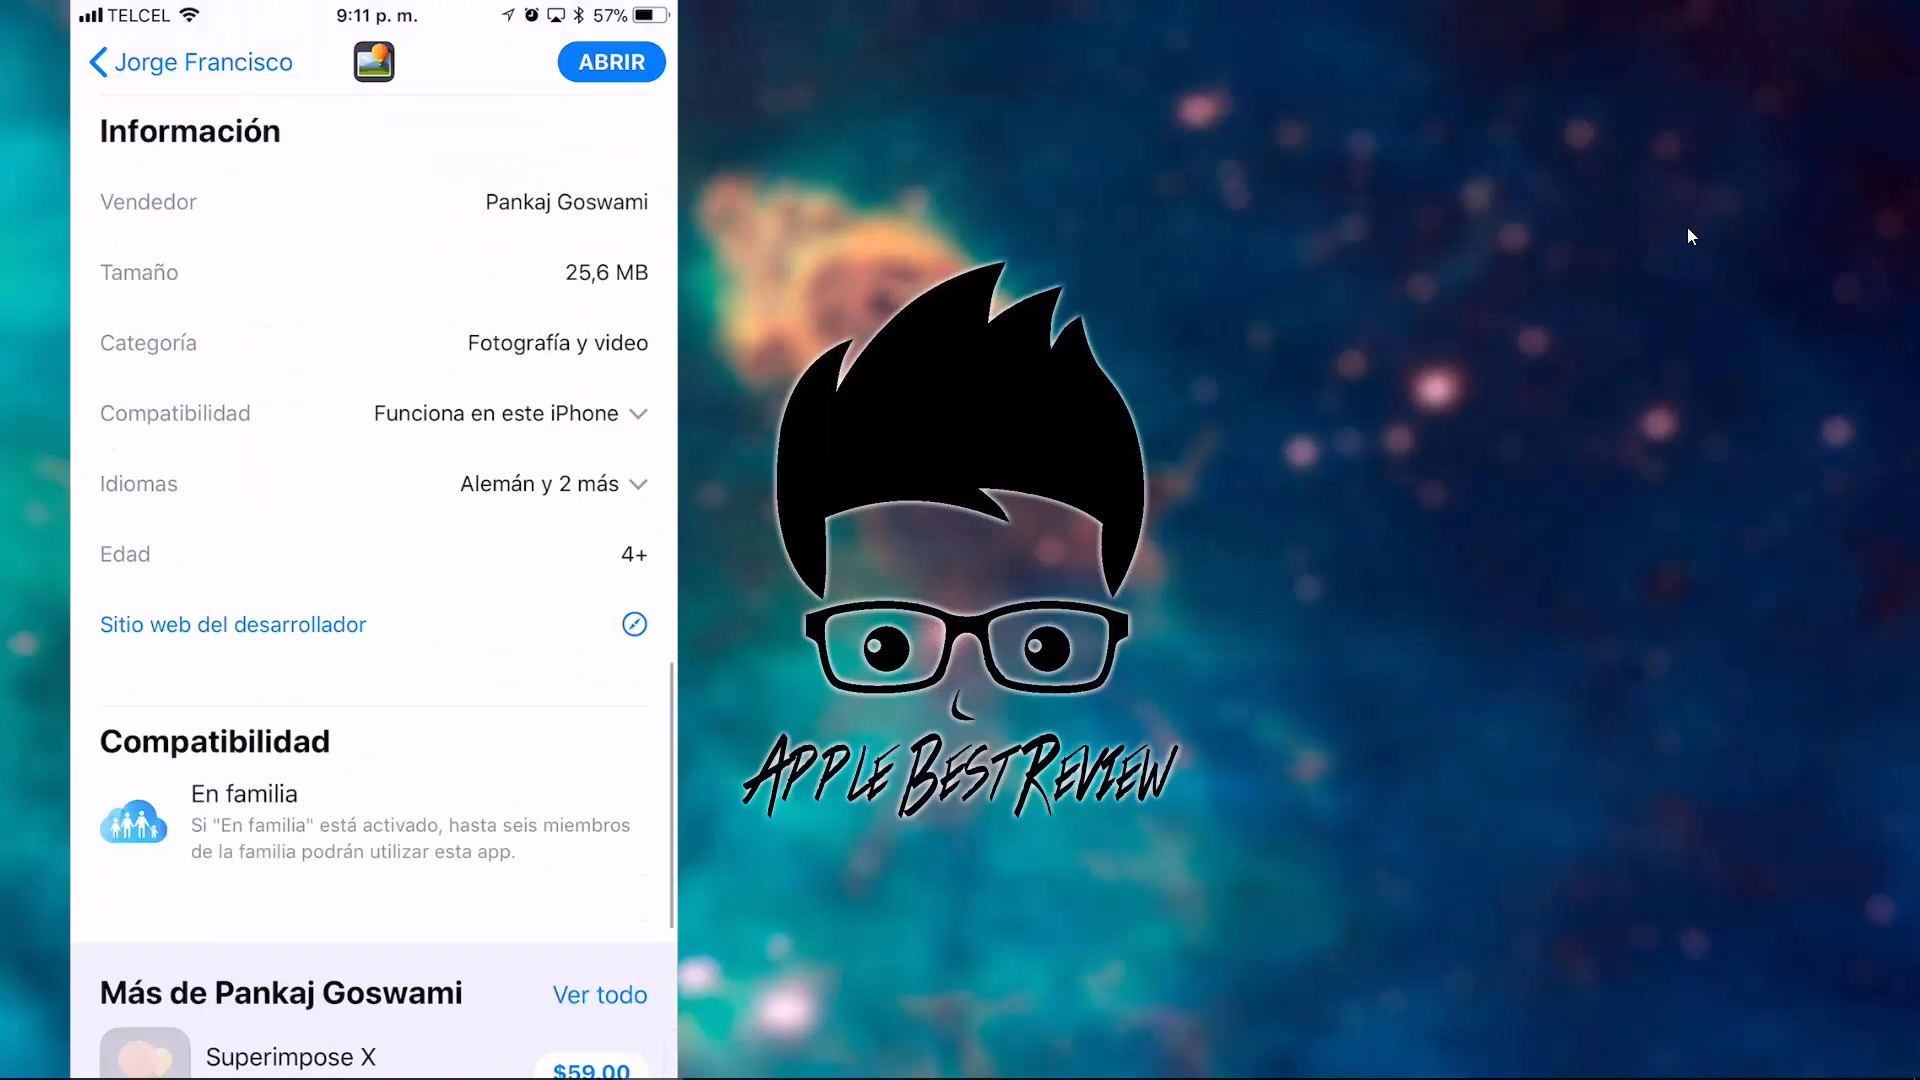 TELCEL 9:11 p. m. 57%
Jorge Francisco ABRIR
Información
Vendedor Pankaj Goswami
Tamaño 25,6 MB
Categoría Fotografía y video
Compatibilidad Funciona en este iPhone
Idiomas Alemán y 2 más
Edad 4+
Sitio web del desarrollador
Compatibilidad
En familia
Si "En familia" está activado, hasta seis miembros
de la familia podrán utilizar esta app.
Más de Pankaj Goswami Ver todo
Superimpose X
$59.00
APPLE BEST REVIEW